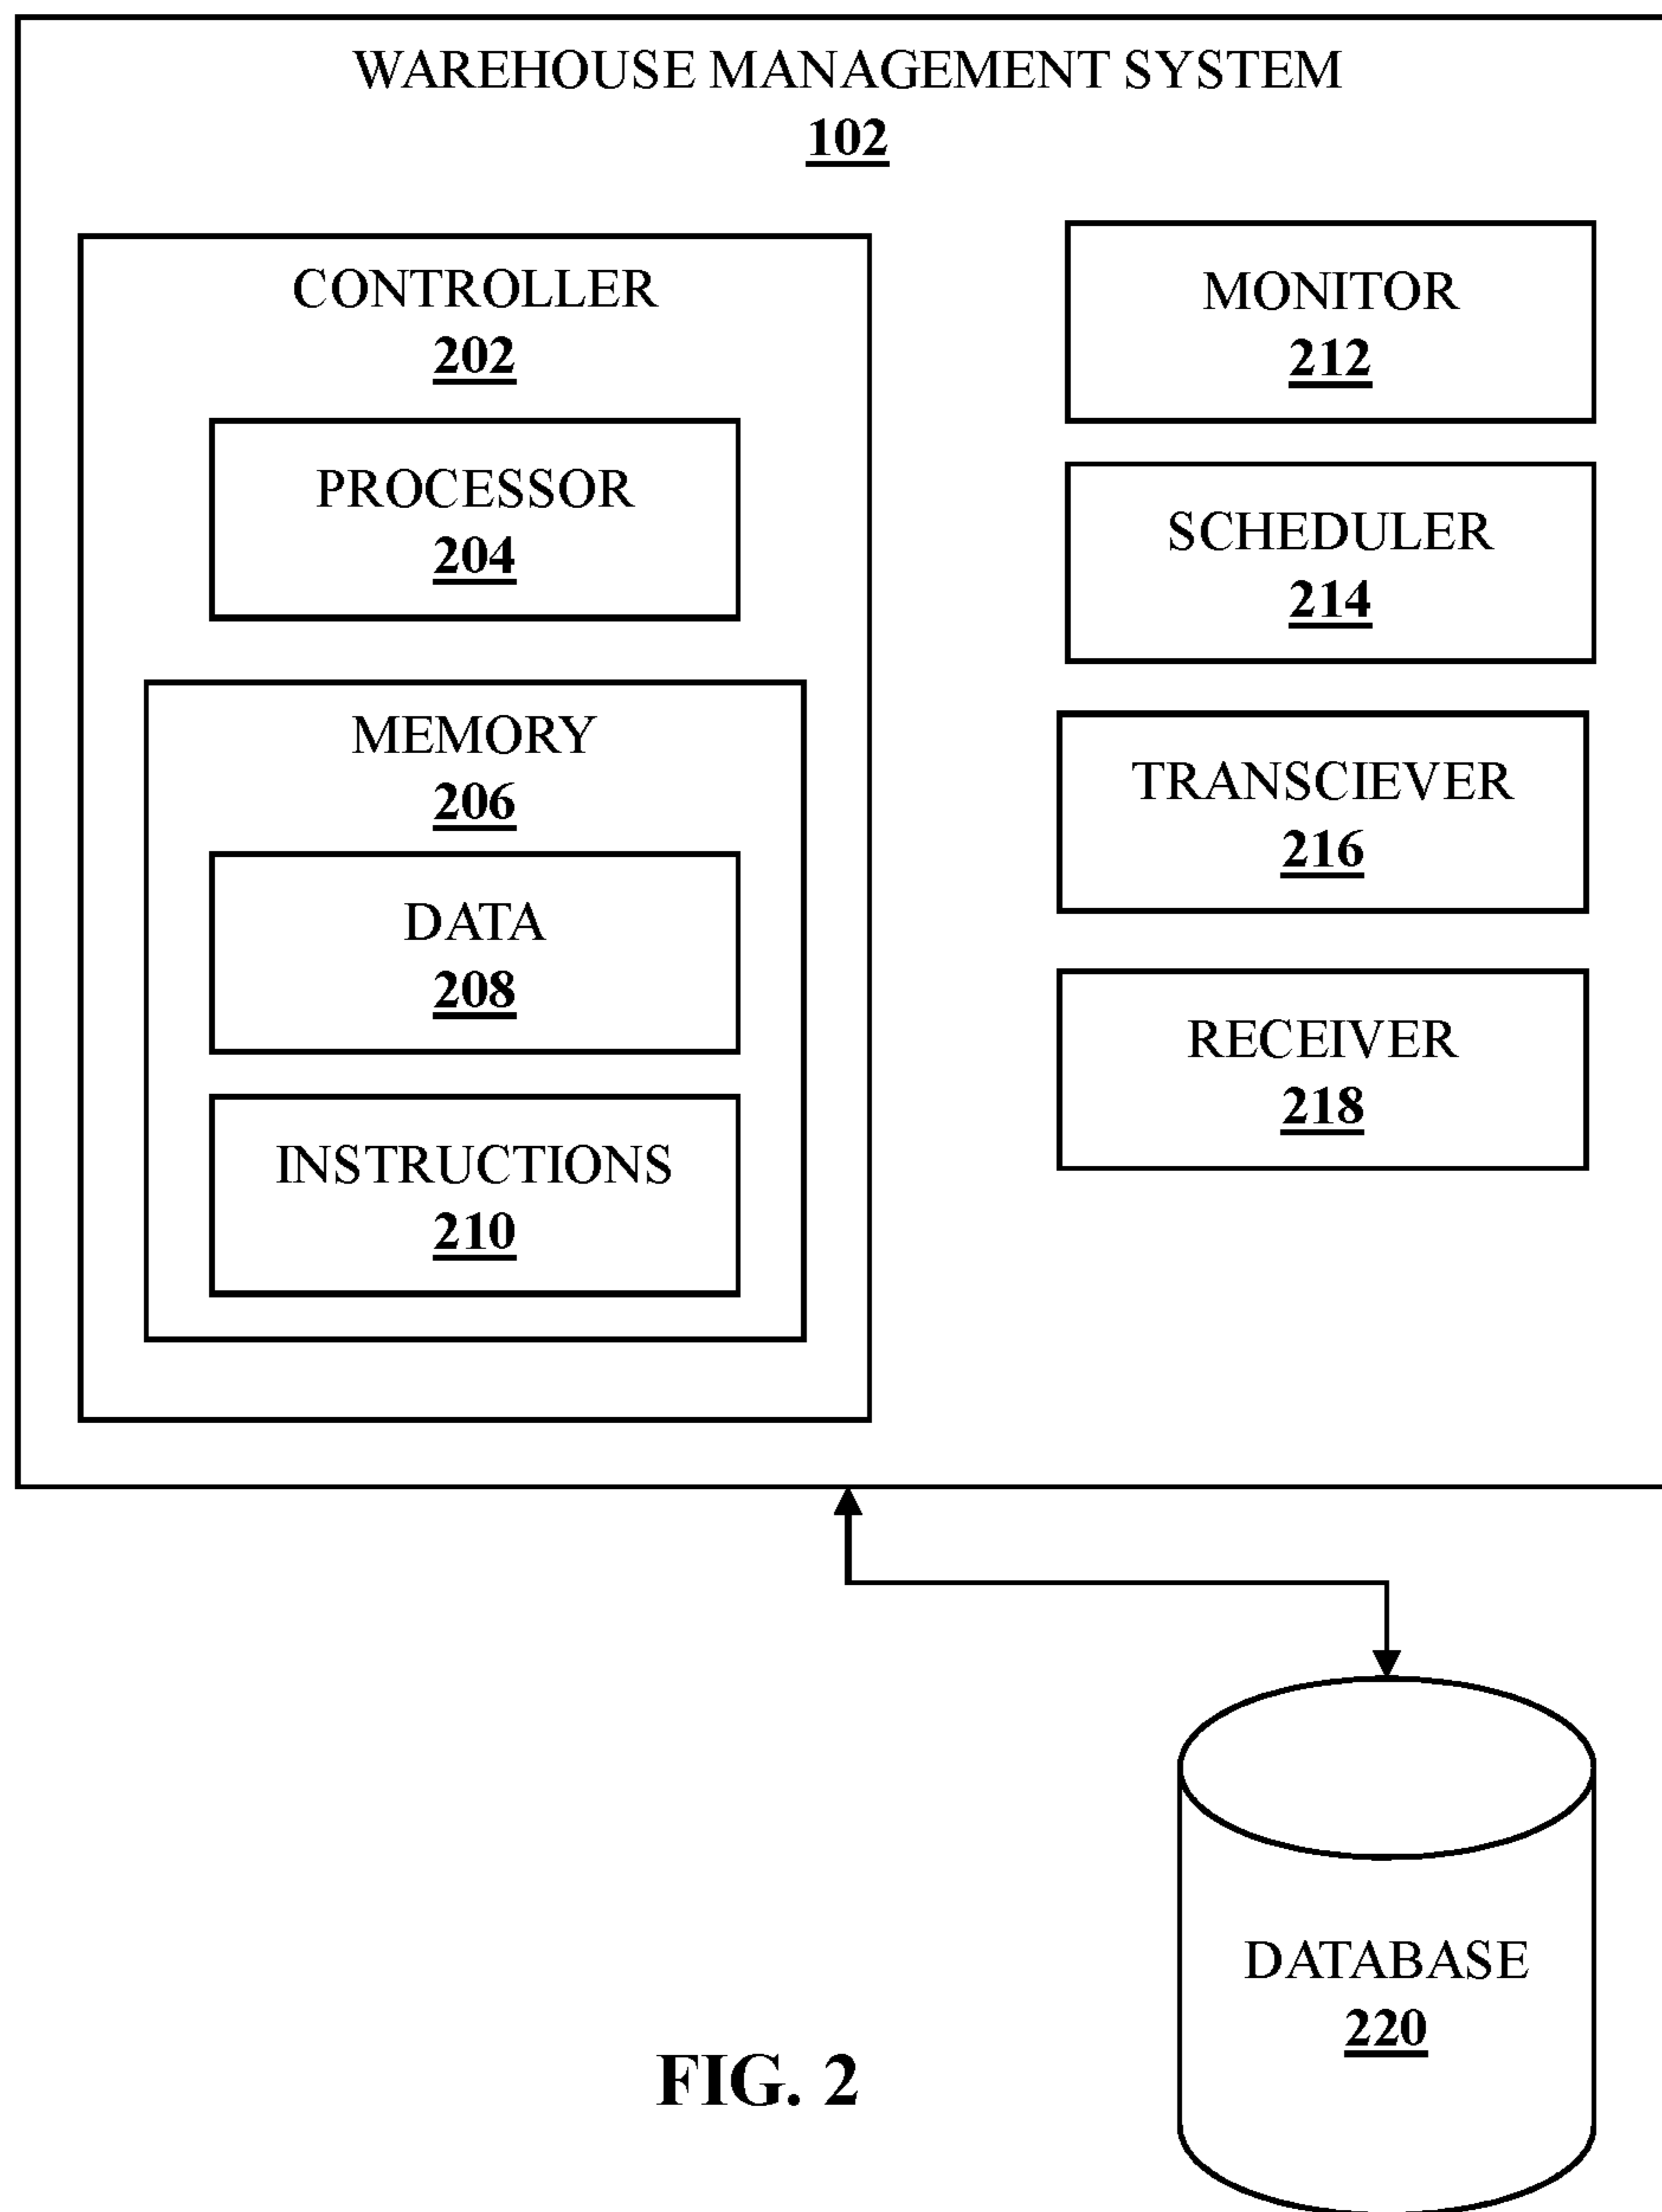 WAREHOUSE MANAGEMENT SYSTEM
102
CONTROLLER
202
PROCESSOR
204
MEMORY
206
DATA
208
INSTRUCTIONS
210
MONITOR
212
SCHEDULER
214
TRANSCIEVER
216
RECEIVER
218
DATABASE
220
FIG. 2